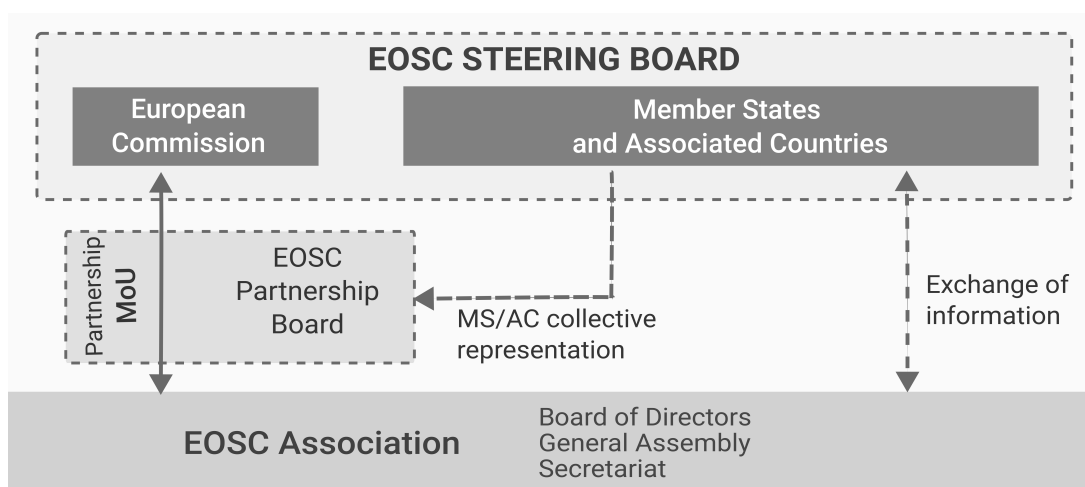 EOSC STEERING BOARD
European
Commission
Member States
and Associated Countries
Partnership
MoU
EOSC
Partnership
Board
MS/AC collective
representation
Exchange of
information
EOSC Association
Board of Directors
General Assembly
Secretariat